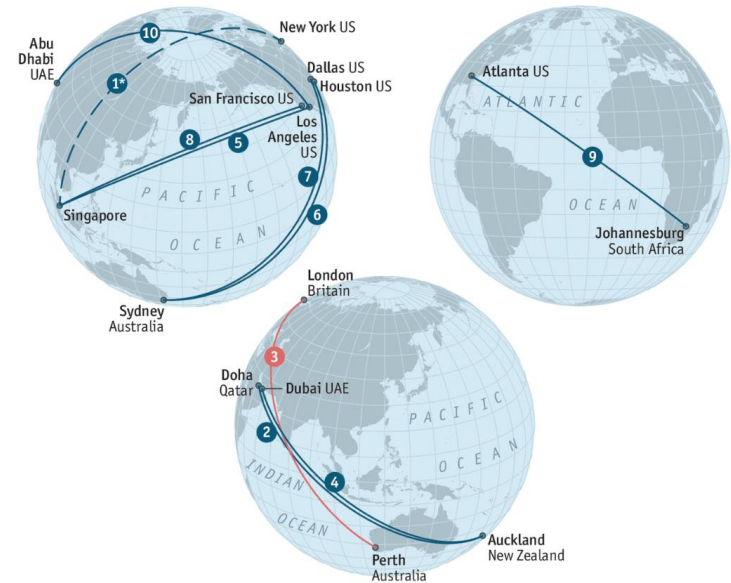 New York US
10
Abu
Dhabi
UAE
1*
Dallas US
Houston US
San Francisco US
Los
Angeles
US
8
5
7
6
PACIFIC
OCEAN
Singapore
Sydney
Australia
Atlanta US
ATLANTIC
9
OCEAN
Johannesburg
South Africa
London
Britain
3
Doha
Qatar
Dubai UAE
2
PACIFIC
OCEAN
INDIAN
OCEAN
4
Auckland
New Zealand
Perth
Australia